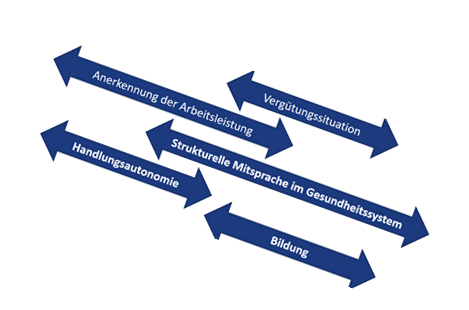 Anerkennung der Arbeitsleistung
Vergütungssituation
Handlungsautonomie
Strukturelle Mitsprache im Gesundheitssystem
Bildung